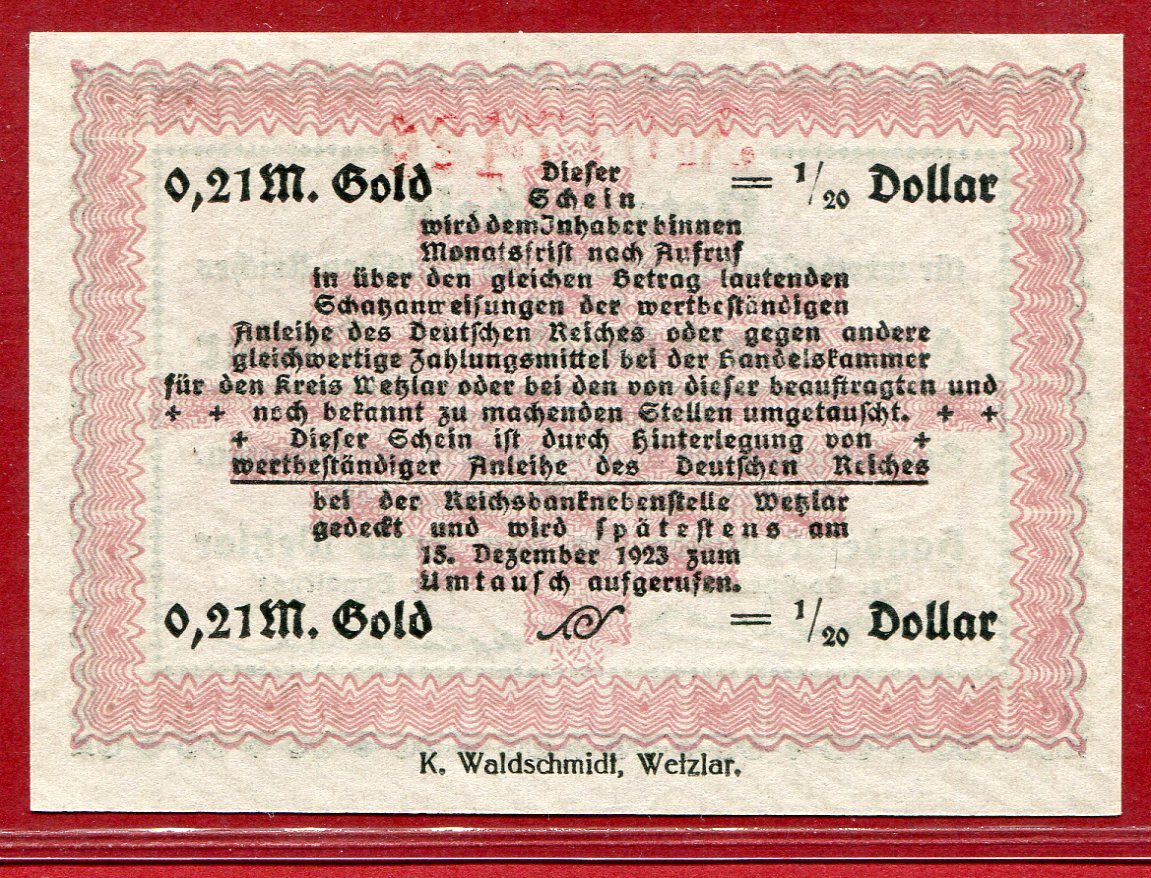 0,21 M. Gold
Dieser
Schein
= 1/20 Dollar
wird dem Inhaber binnen
Monatsfrist nach Aufruf
in über den gleichen Betrag lautenden
Schatzanweisungen der wertbeständigen
Anleihe des Deutschen Reiches oder gegen andere
gleichwertige Zahlungsmittel bei der Handelskammer
für den Kreis Wetzlar oder bei den von dieser beauftragten und
+ + noch bekannt zu machenden Stellen umgetauscht. + +
+ Dieser Schein ist durch Hinterlegung von +
wertbeständiger Anleihe des Deutschen Reiches
bei der Reichsbanknebenstelle Wetzlar
gedeckt und wird spätestens am
15. Dezember 1923 zum
Umtausch aufgerufen.
0,21 M. Gold
= 1/20 Dollar
K. Waldschmidt, Wetzlar.